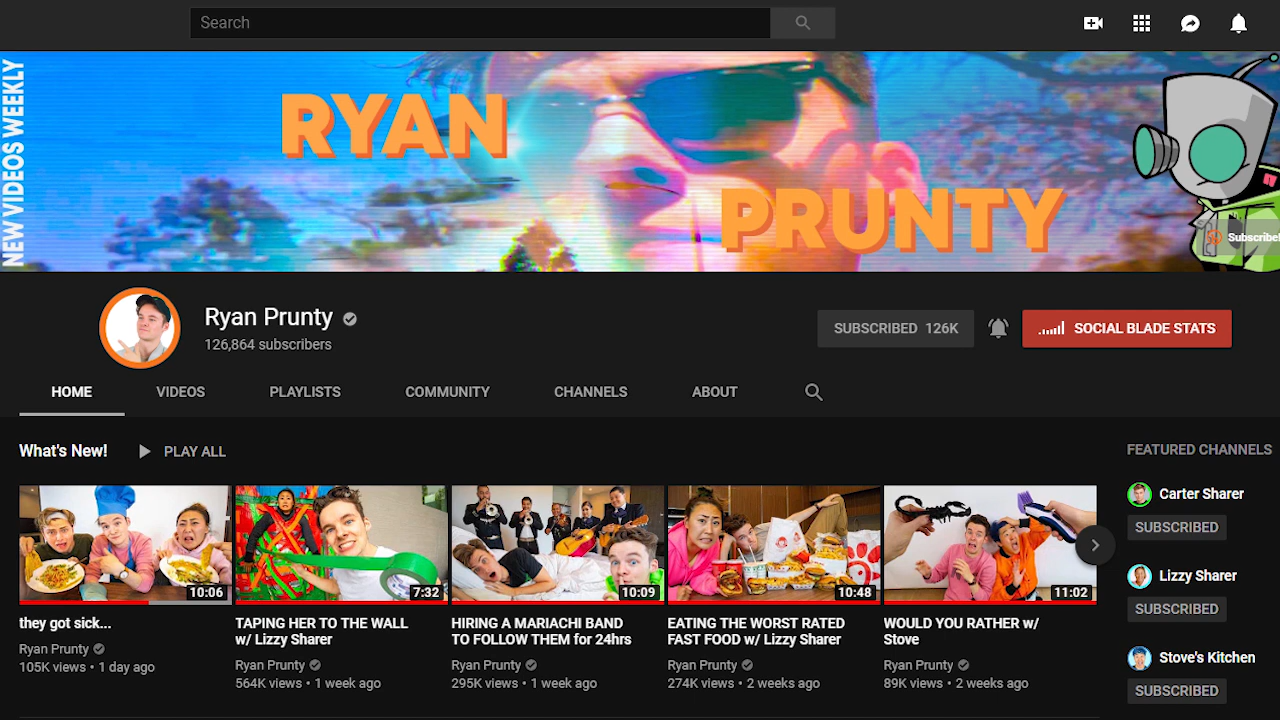 Search
NEW VIDEOS WEEKLY
RYAN
PRUNTY
Subscribe!
Ryan Prunty
126,864 subscribers
SUBSCRIBED 126K
SOCIAL BLADE STATS
HOME
VIDEOS
PLAYLISTS
COMMUNITY
CHANNELS
ABOUT
What's New!
PLAY ALL
10:06
they got sick...
Ryan Prunty
105K views • 1 day ago
7:32
TAPING HER TO THE WALL
w/ Lizzy Sharer
Ryan Prunty
564K views • 1 week ago
10:09
HIRING A MARIACHI BAND
TO FOLLOW THEM for 24hrs
Ryan Prunty
295K views • 1 week ago
10:48
EATING THE WORST RATED
FAST FOOD w/ Lizzy Sharer
Ryan Prunty
274K views • 2 weeks ago
11:02
WOULD YOU RATHER w/
Stove
Ryan Prunty
89K views • 2 weeks ago
FEATURED CHANNELS
Carter Sharer
SUBSCRIBED
Lizzy Sharer
SUBSCRIBED
Stove's Kitchen
SUBSCRIBED